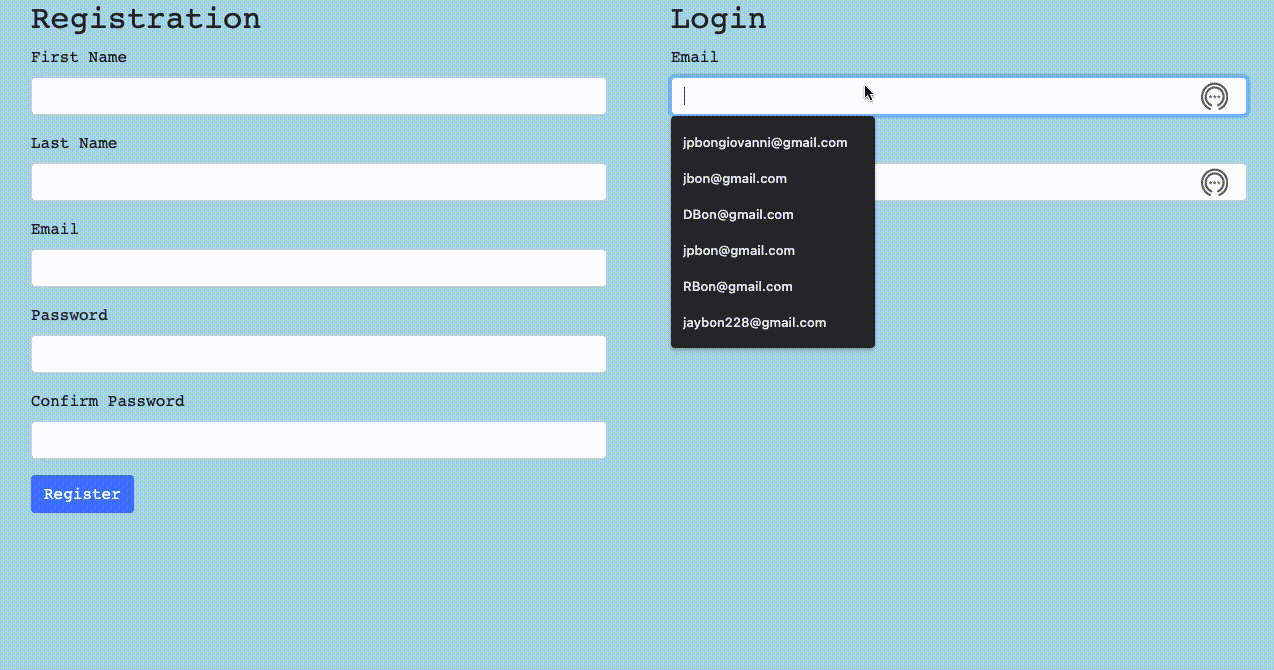 Registration
First Name
Last Name
Email
Password
Confirm Password
Register
Login
Email
jpbongiovanni@gmail.com
jbon@gmail.com
DBon@gmail.com
jpbon@gmail.com
RBon@gmail.com
jaybon228@gmail.com